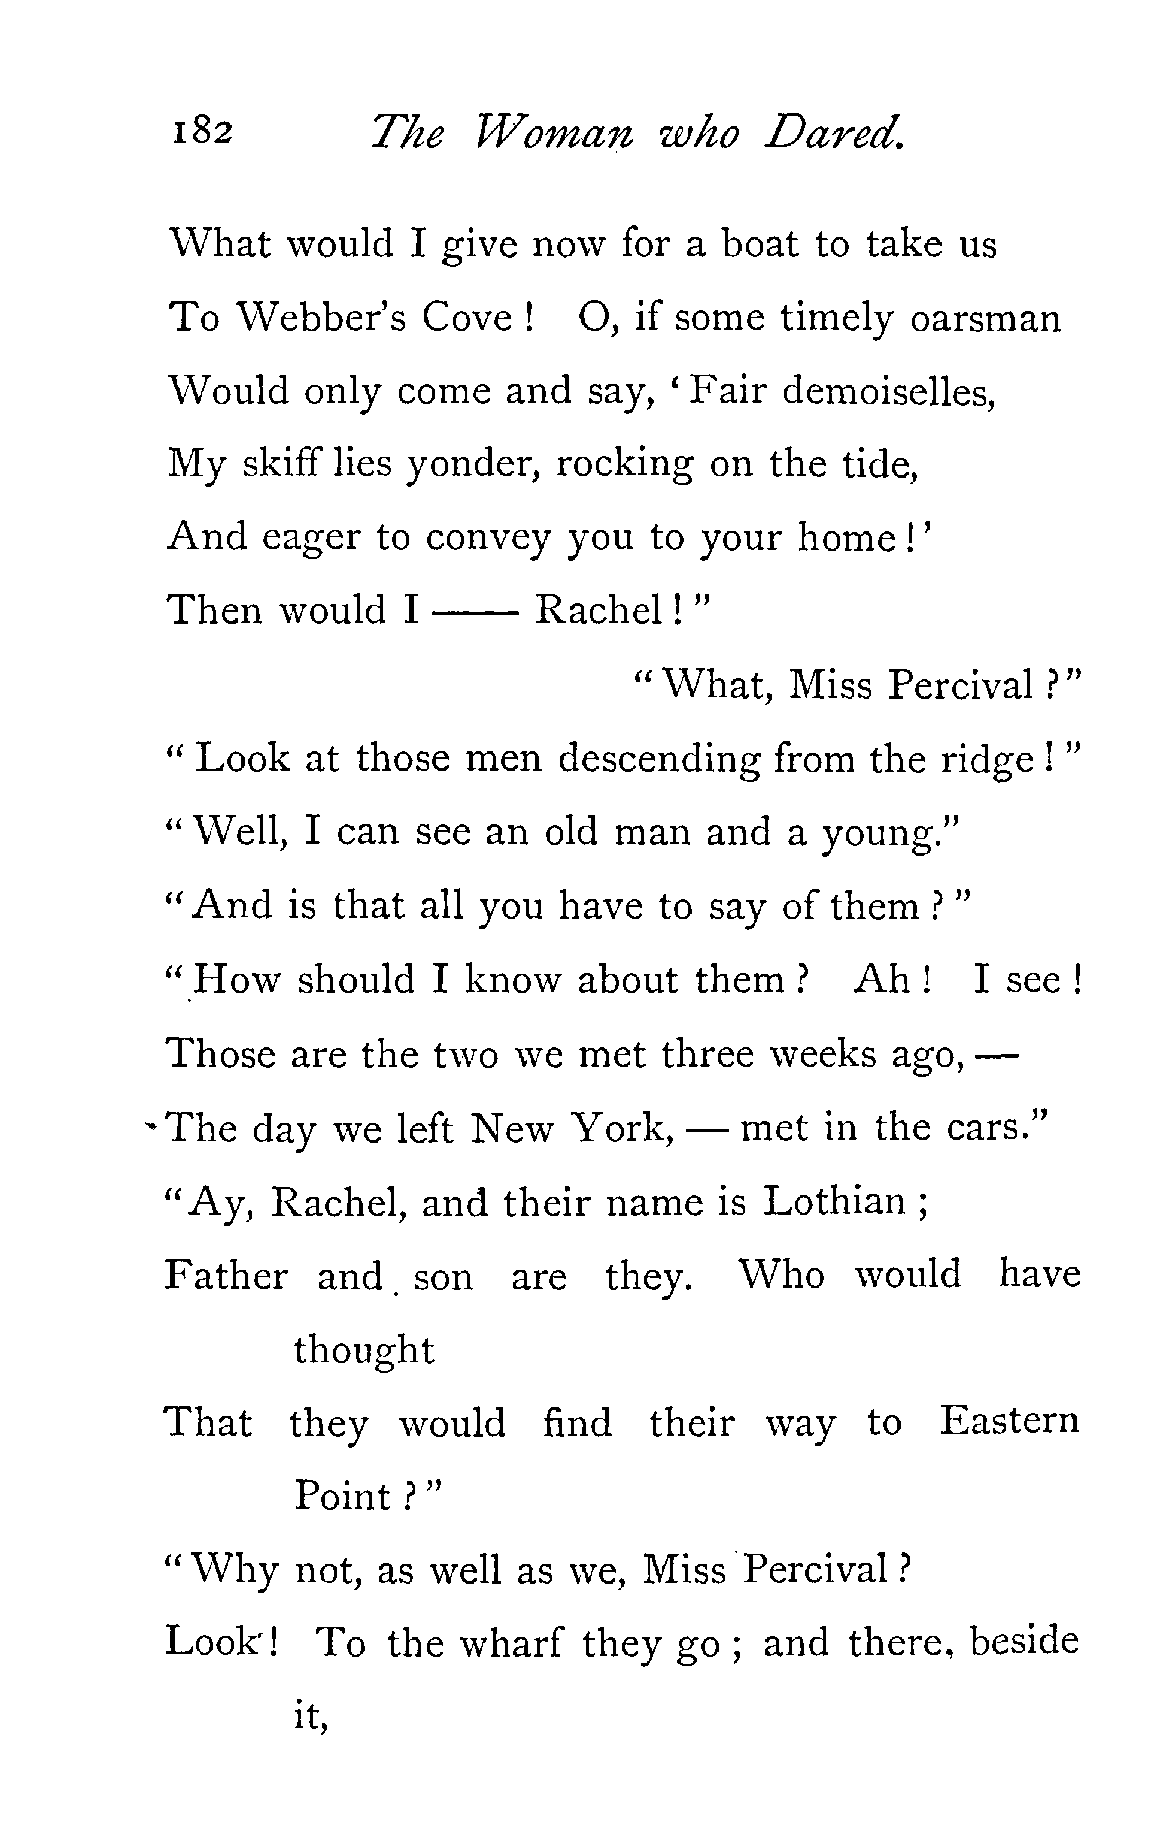 182 The Woman who Dared.
What would I give now for a boat to take us
To Webber's Cove! O, if some timely oarsman
Would only come and say, 'Fair demoiselles,
My skiff lies yonder, rocking on the tide,
And eager to convey you to your home!'
Then would I —— Rachel!"
"What, Miss Percival?"
"Look at those men descending from the ridge!"
"Well, I can see an old man and a young."
"And is that all you have to say of them?"
"How should I know about them? Ah! I see!
Those are the two we met three weeks ago, —
The day we left New York, — met in the cars."
"Ay, Rachel, and their name is Lothian;
Father and son are they. Who would have
thought
That they would find their way to Eastern
Point?"
"Why not, as well as we, Miss Percival?
Look! To the wharf they go; and there, beside
it,